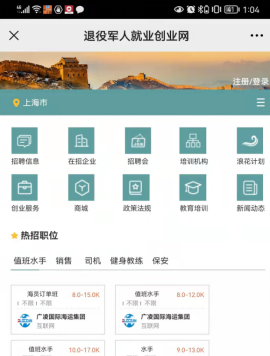 1:04
退役军人就业创业网
注册/登录
上海市
招聘信息 在招企业 招聘会 培训机构 浪花计划
创业服务 商城 政策法规 教育培训 新闻动态
热招职位
值班水手 销售 司机 健身教练 保安
海员订单班 8.0-15.0K 值班水手 8.0-12.0K
不限 不限 不限 不限
广凌国际海运集团 广凌国际海运集团
互联网 互联网
值班水手 10.0-17.0K 水手 9.0-13.0K